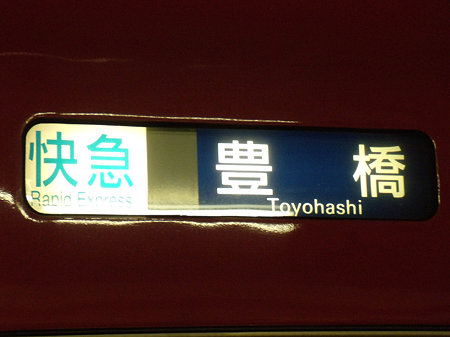 快急 豊橋
Rapid Express Toyohashi